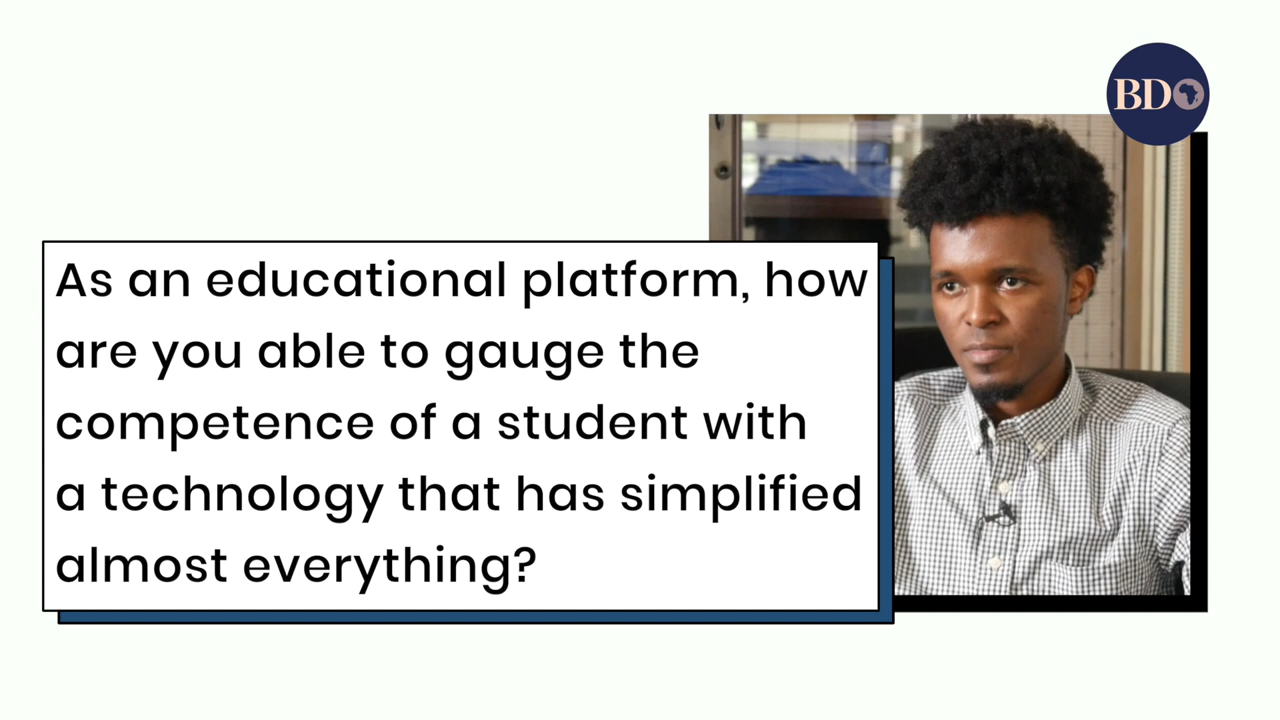 BD
As an educational platform, how
are you able to gauge the
competence of a student with
a technology that has simplified
almost everything?